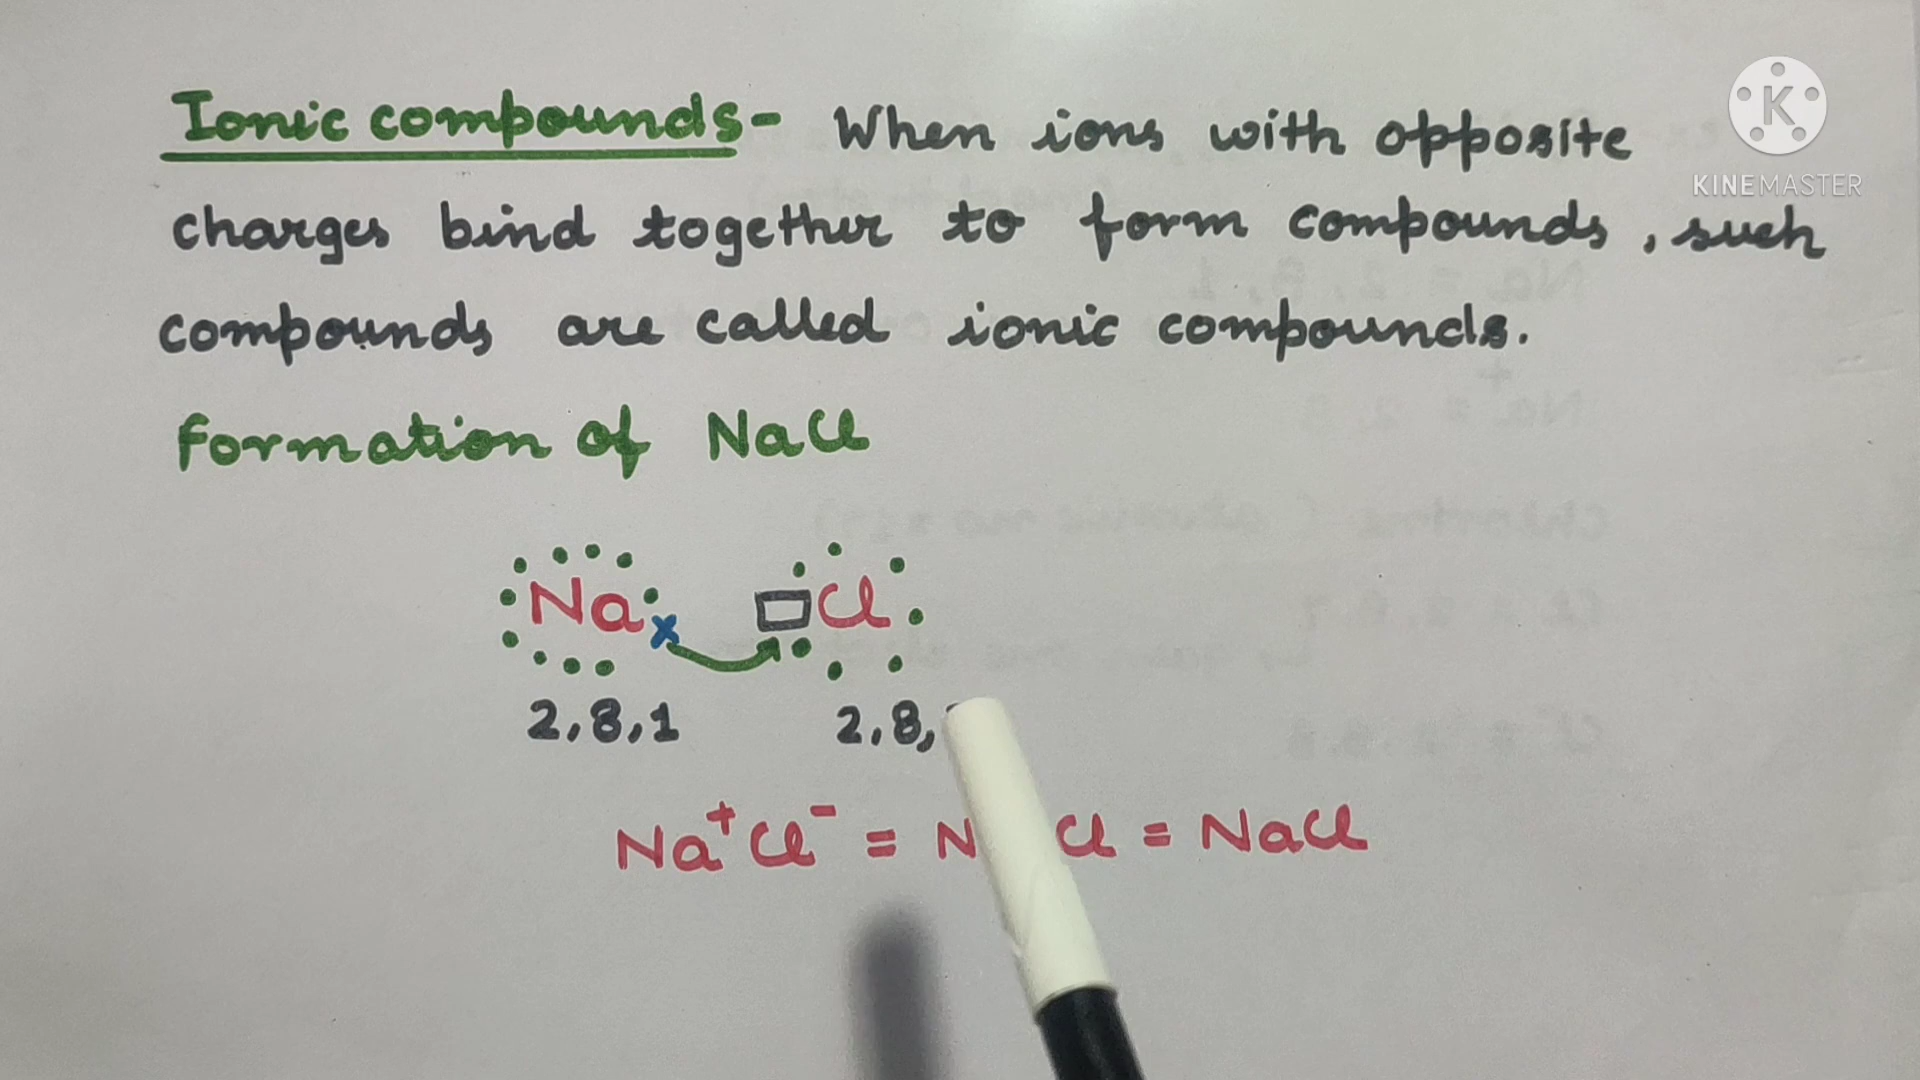 Ionic compounds- When ions with opposite
charges bind together to form compounds, such
compounds are called ionic compounds.
formation of NaCl
Na x Cl
2,8,1 2,8,
Na⁺Cl⁻ = N Cl = NaCl
K
KINEMASTER